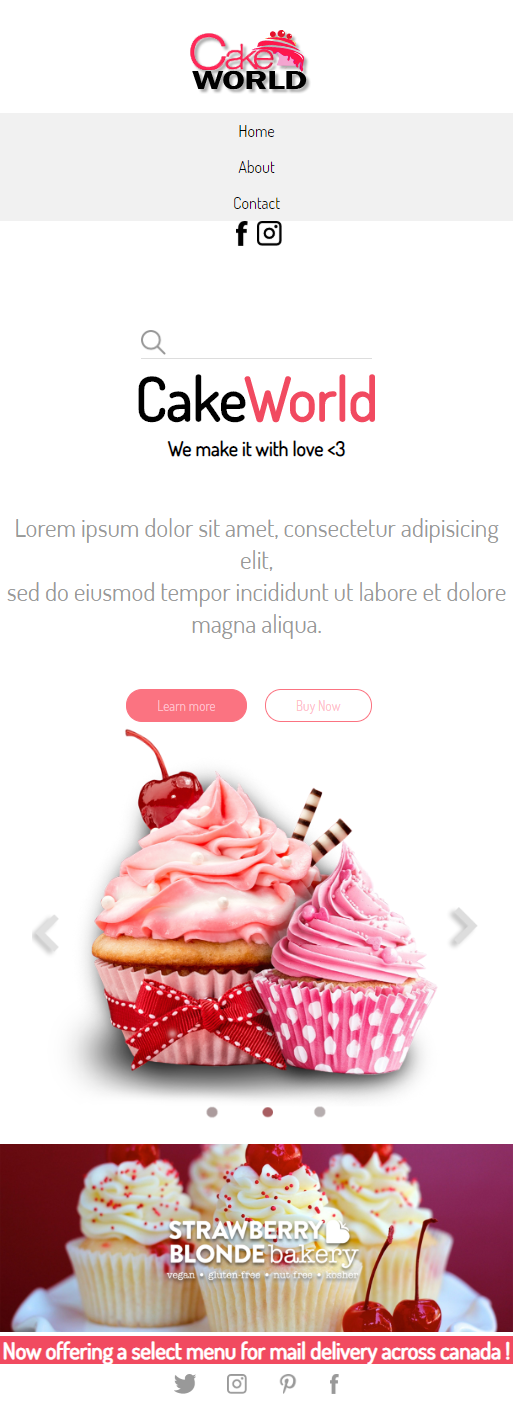 Cake
WORLD
Home
About
Contact
CakeWorld
We make it with love <3
Lorem ipsum dolor sit amet, consectetur adipisicing
elit,
sed do eiusmod tempor incididunt ut labore et dolore
magna aliqua.
Learn more
Buy Now
STRAWBERRY
BLONDE bakery
vegan • gluten-free • nut-free • kosher
Now offering a select menu for mail delivery across canada !